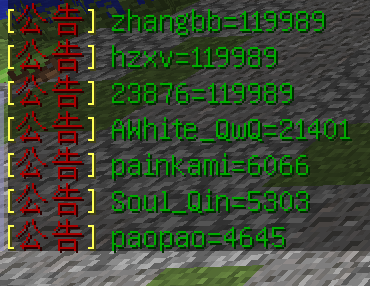 [公告] zhangbb=119989
[公告] hzxv=119989
[公告] 23876=119989
[公告] AWhite_QwQ=21401
[公告] painkami=6066
[公告] Soul_Qin=5303
[公告] paopao=4645